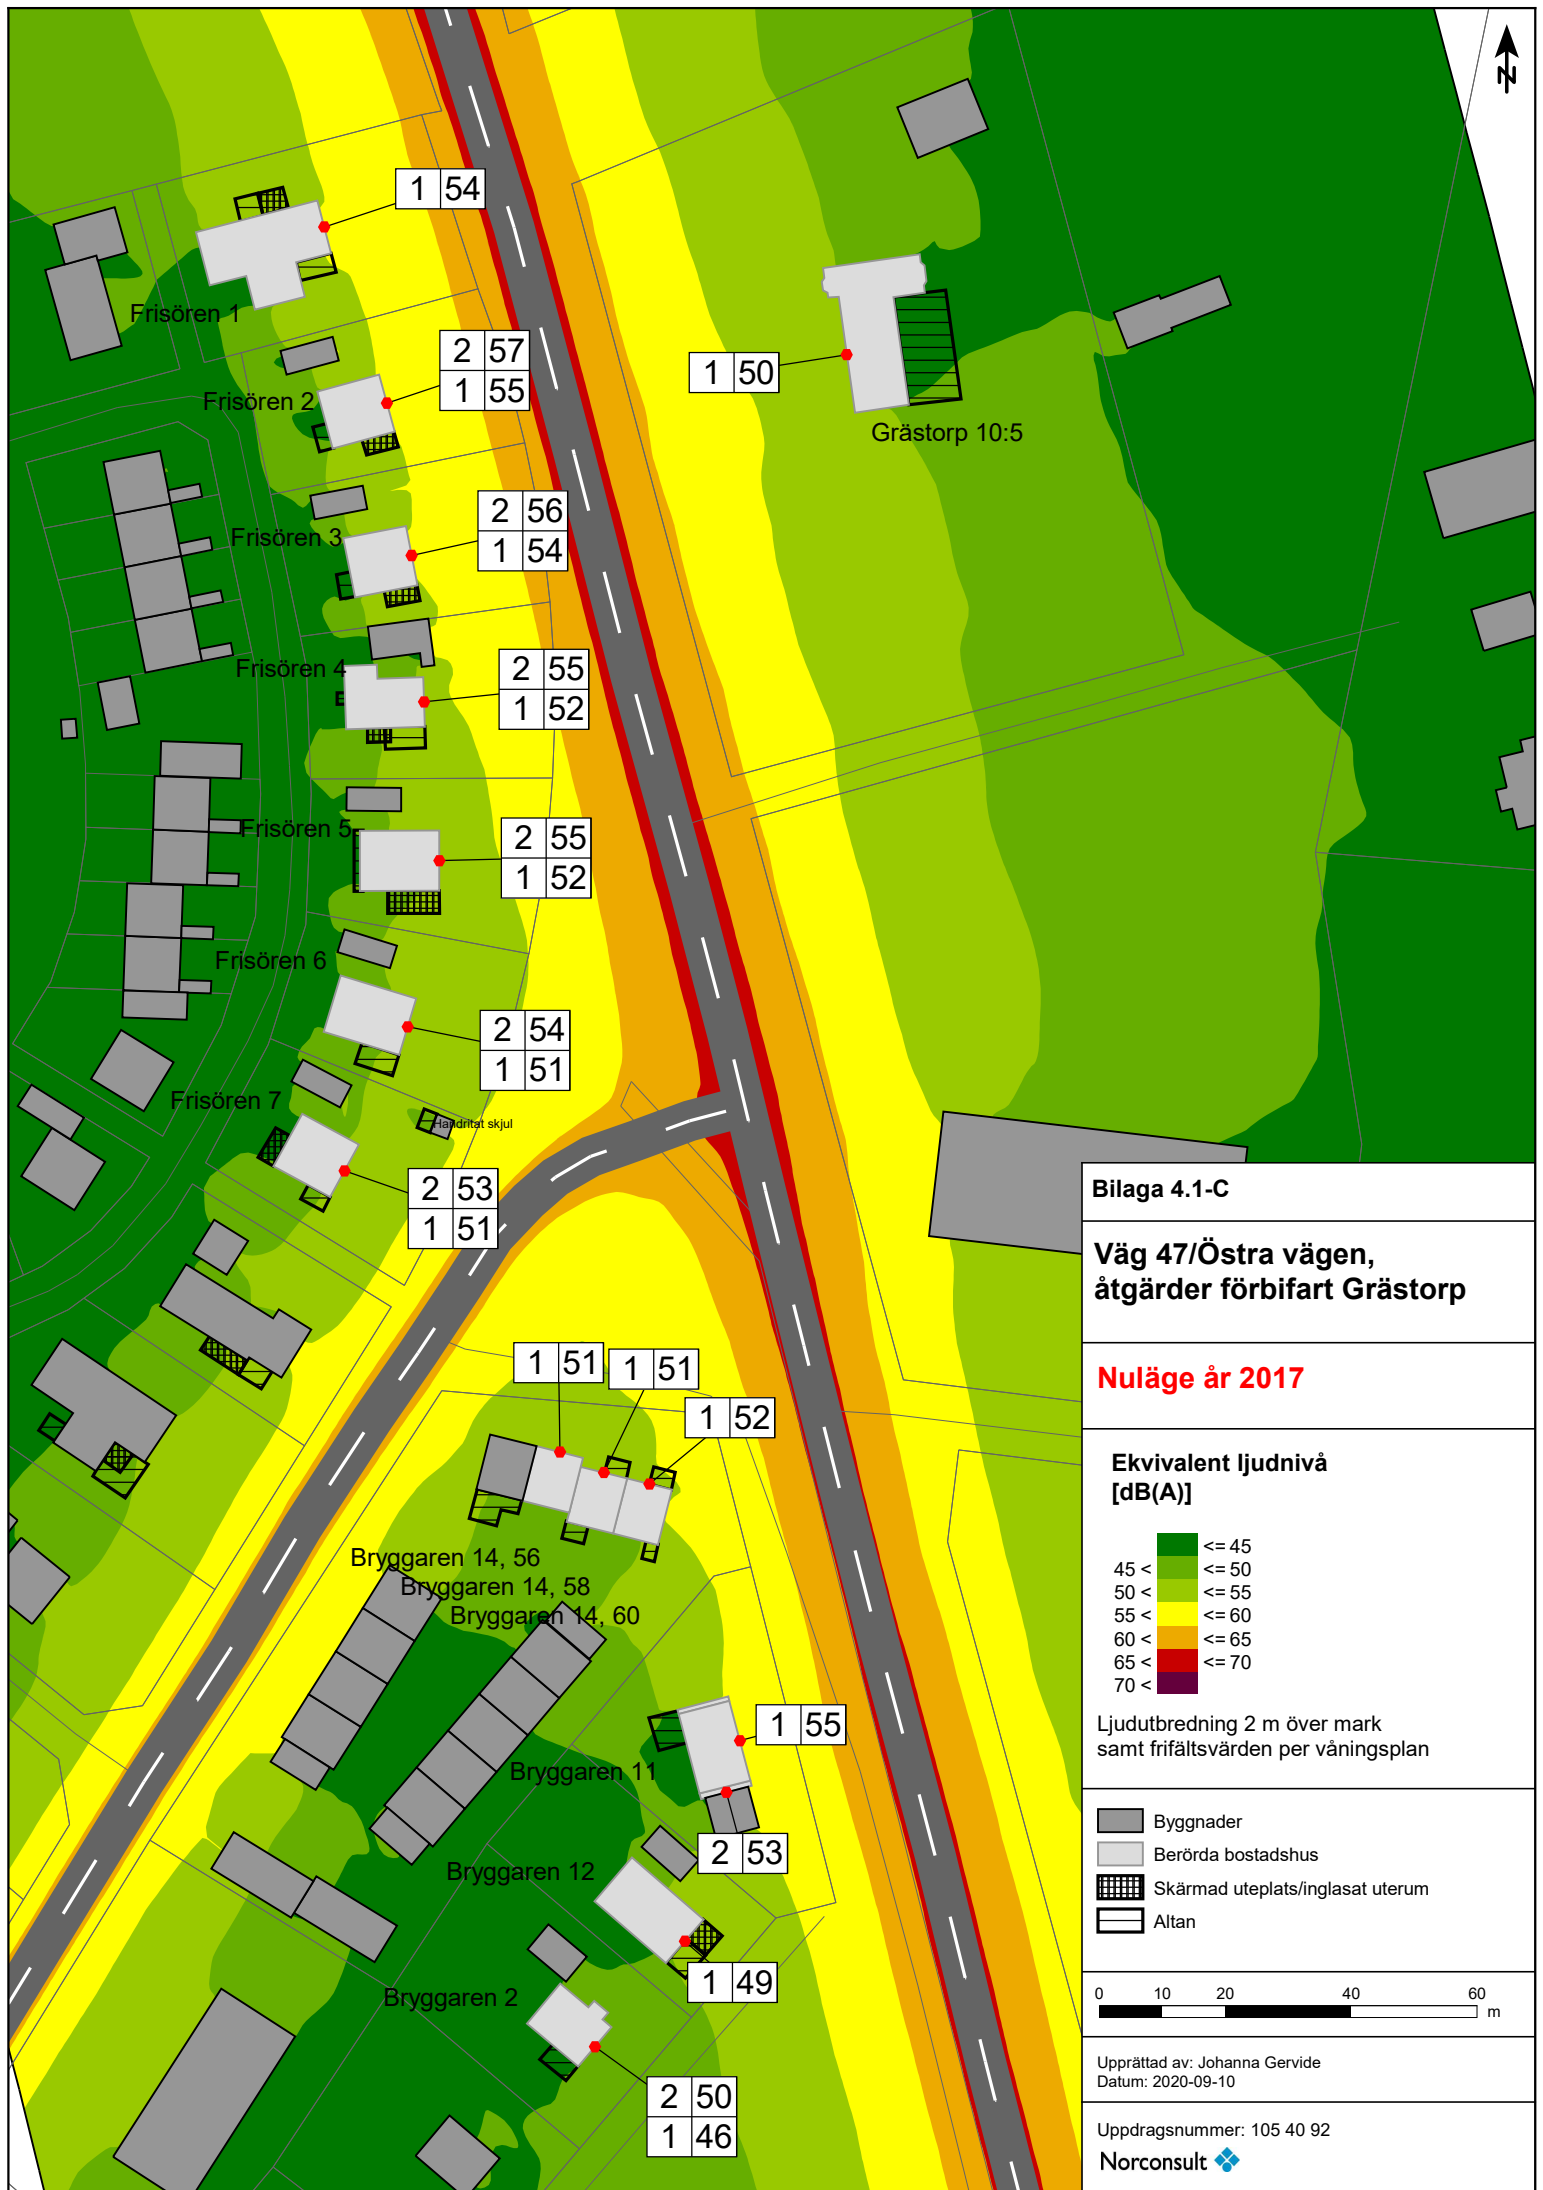 N
1 54
Frisören 1
2 57
1 55
Frisören 2
1 50
Grästorp 10:5
2 56
1 54
Frisören 3
2 55
1 52
Frisören 4
2 55
1 52
Frisören 5
Frisören 6
2 54
1 51
Frisören 7
Handritat skjul
2 53
1 51
1 51
1 51
1 52
Bryggaren 14, 56
Bryggaren 14, 58
Bryggaren 14, 60
1 55
Bryggaren 11
2 53
Bryggaren 12
1 49
Bryggaren 2
2 50
1 46
Bilaga 4.1-C
Väg 47/Östra vägen,
åtgärder förbifart Grästorp
Nuläge år 2017
Ekvivalent ljudnivå
[dB(A)]
<= 45
45 < <= 50
50 < <= 55
55 < <= 60
60 < <= 65
65 < <= 70
70 <
Ljudutbredning 2 m över mark
samt frifältsvärden per våningsplan
Byggnader
Berörda bostadshus
Skärmad uteplats/inglasat uterum
Altan
0 10 20 40 60
m
Upprättad av: Johanna Gervide
Datum: 2020-09-10
Uppdragsnummer: 105 40 92
Norconsult